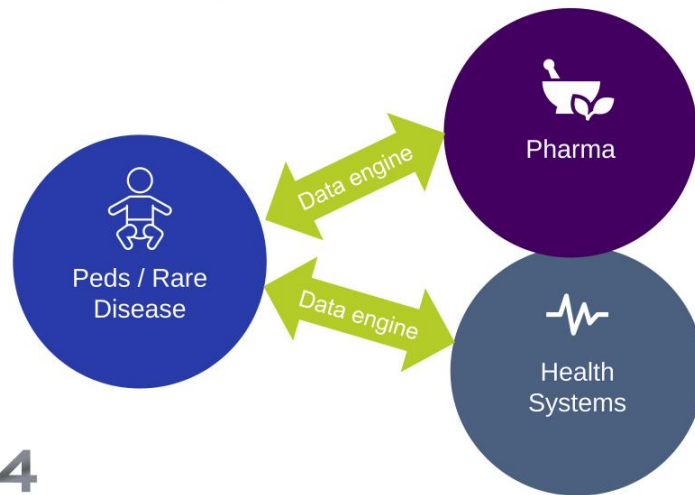 Pharma
Data engine
Peds / Rare
Disease
Data engine
Health
Systems
4